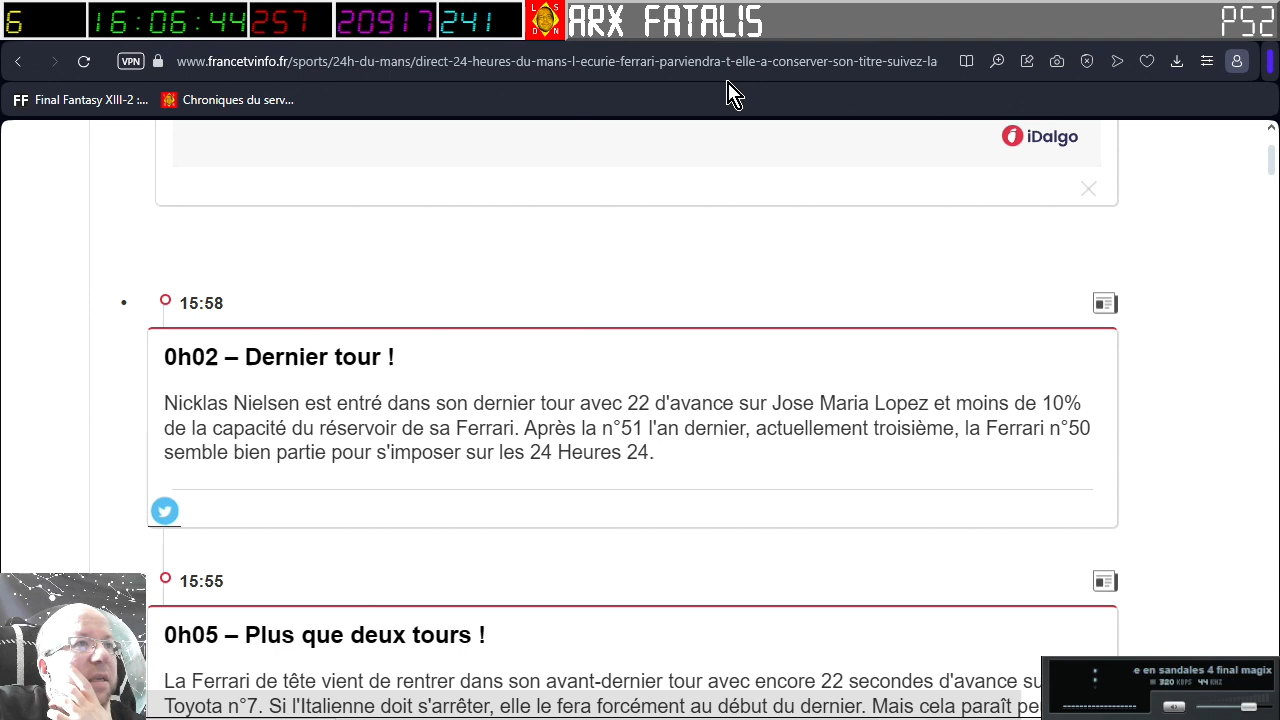 6 16:06:44 257 20917 241 LSDN ARX FATALIS PS2
VPN www.francetvinfo.fr/sports/24h-du-mans/direct-24-heures-du-mans-l-ecurie-ferrari-parviendra-t-elle-a-conserver-son-titre-suivez-la
FF Final Fantasy XIII-2 :... Chroniques du serv...
iDalgo
15:58
0h02 – Dernier tour !
Nicklas Nielsen est entré dans son dernier tour avec 22 d'avance sur Jose Maria Lopez et moins de 10%
de la capacité du réservoir de sa Ferrari. Après la n°51 l'an dernier, actuellement troisième, la Ferrari n°50
semble bien partie pour s'imposer sur les 24 Heures 24.
15:55
0h05 – Plus que deux tours !
La Ferrari de tête vient de rentrer dans son avant-dernier tour avec encore 22 secondes d'avance su
Toyota n°7. Si l'Italienne doit s'arrêter, elle le fera forcément au début du dernier. Mais cela paraît pe
e en sandales 4 final magix
320 KBPS 44 KHZ